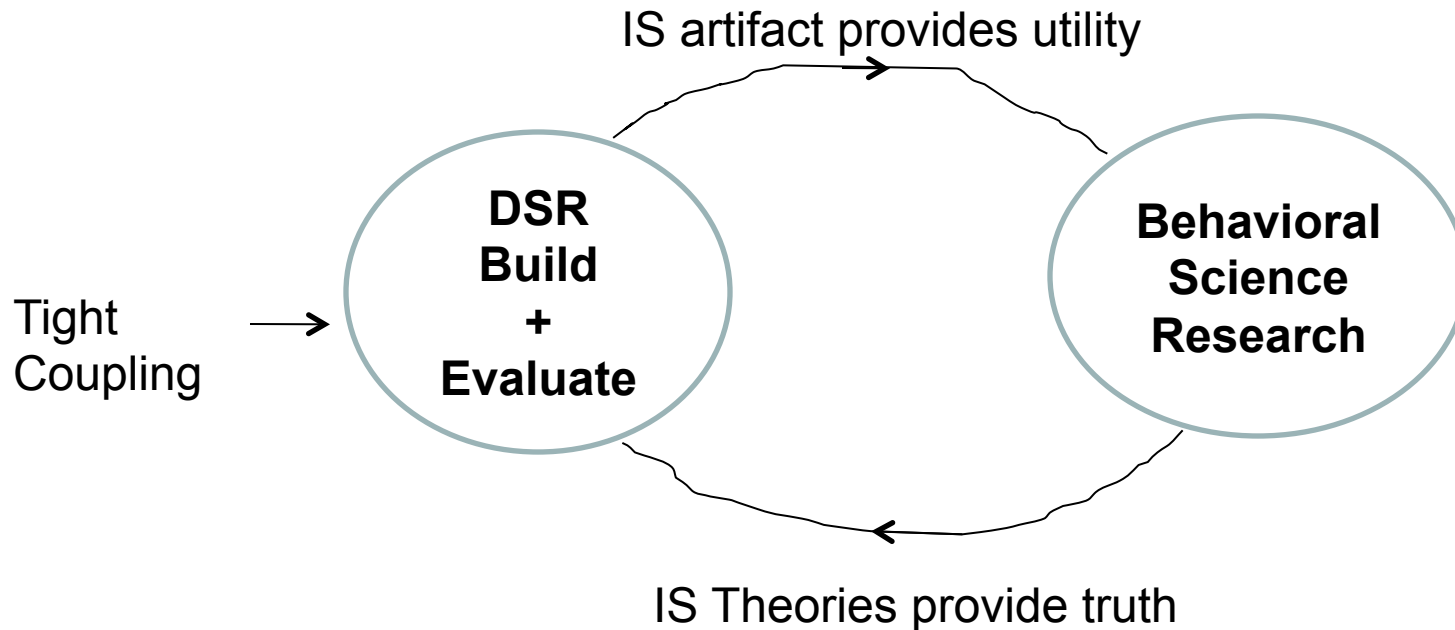 IS artifact provides utility
DSR
Build
+
Evaluate
Behavioral
Science
Research
Tight
Coupling
IS Theories provide truth